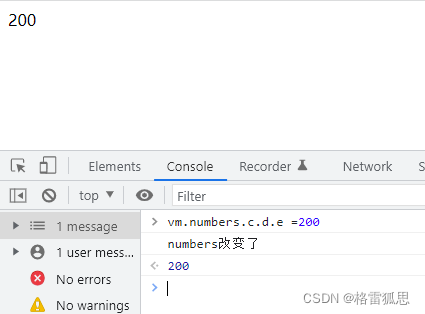 200
Elements Console Recorder Network
top Filter
1 message
1 user mess...
No errors
No warnings
vm.numbers.c.d.e =200
numbers改变了
200
CSDN @格雷狐思